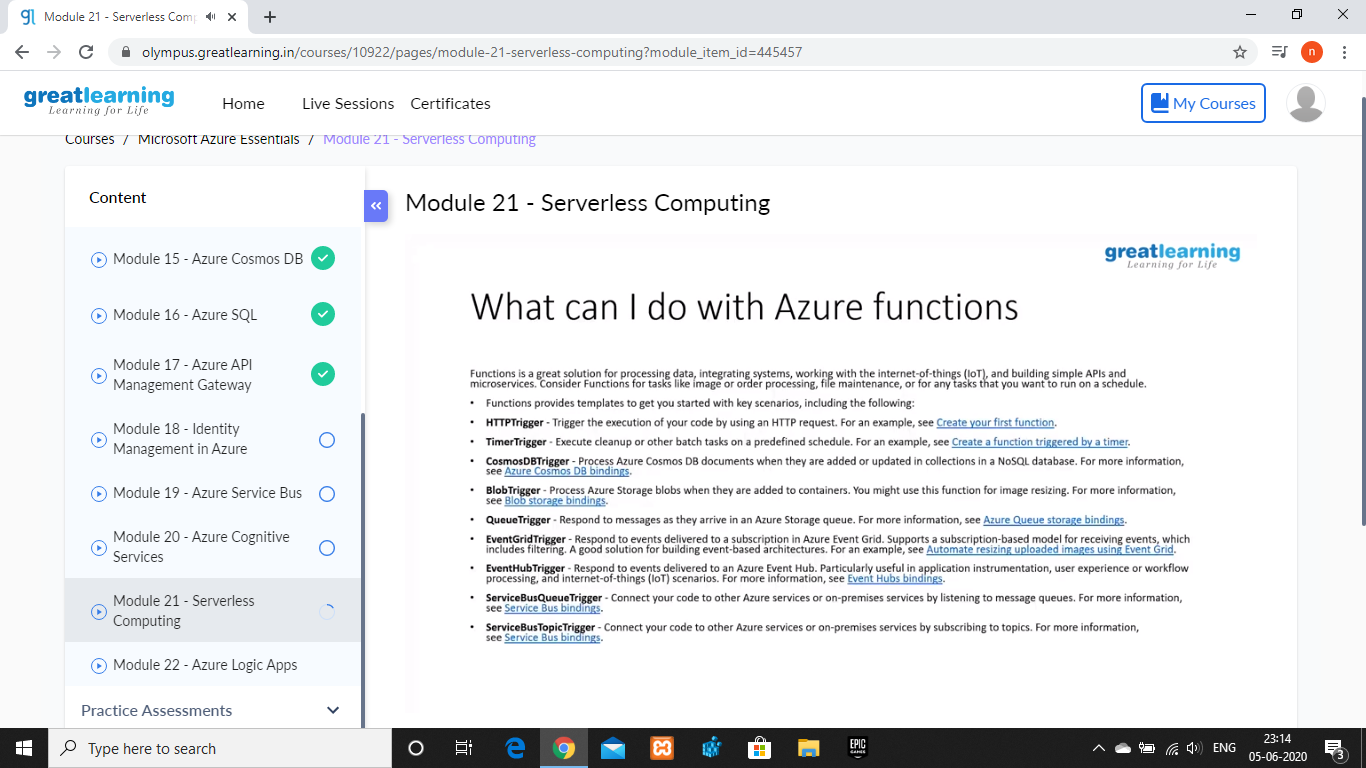 Module 21 - Serverless Comp
olympus.greatlearning.in/courses/10922/pages/module-21-serverless-computing?module_item_id=445457
n
greatlearning
Learning for Life
Home
Live Sessions
Certificates
My Courses
Courses / Microsoft Azure Essentials / Module 21 - Serverless Computing
Content
Module 15 - Azure Cosmos DB
Module 16 - Azure SQL
Module 17 - Azure API
Management Gateway
Module 18 - Identity
Management in Azure
Module 19 - Azure Service Bus
Module 20 - Azure Cognitive
Services
Module 21 - Serverless
Computing
Module 22 - Azure Logic Apps
Practice Assessments
Module 21 - Serverless Computing
greatlearning
Learning for Life
What can I do with Azure functions
Functions is a great solution for processing data, integrating systems, working with the internet-of-things (IoT), and building simple APIs and
microservices. Consider Functions for tasks like image or order processing, file maintenance, or for any tasks that you want to run on a schedule.
• Functions provides templates to get you started with key scenarios, including the following:
• HTTPTrigger - Trigger the execution of your code by using an HTTP request. For an example, see Create your first function.
• TimerTrigger - Execute cleanup or other batch tasks on a predefined schedule. For an example, see Create a function triggered by a timer.
• CosmosDBTrigger - Process Azure Cosmos DB documents when they are added or updated in collections in a NoSQL database. For more information,
see Azure Cosmos DB bindings.
• BlobTrigger - Process Azure Storage blobs when they are added to containers. You might use this function for image resizing. For more information,
see Blob storage bindings.
• QueueTrigger - Respond to messages as they arrive in an Azure Storage queue. For more information, see Azure Queue storage bindings.
• EventGridTrigger - Respond to events delivered to a subscription in Azure Event Grid. Supports a subscription-based model for receiving events, which
includes filtering. A good solution for building event-based architectures. For an example, see Automate resizing uploaded images using Event Grid.
• EventHubTrigger - Respond to events delivered to an Azure Event Hub. Particularly useful in application instrumentation, user experience or workflow
processing, and internet-of-things (IoT) scenarios. For more information, see Event Hubs bindings.
• ServiceBusQueueTrigger - Connect your code to other Azure services or on-premises services by listening to message queues. For more information,
see Service Bus bindings.
• ServiceBusTopicTrigger - Connect your code to other Azure services or on-premises services by subscribing to topics. For more information,
see Service Bus bindings.
Type here to search
EPIC
GAMES
ENG
23:14
05-06-2020
3